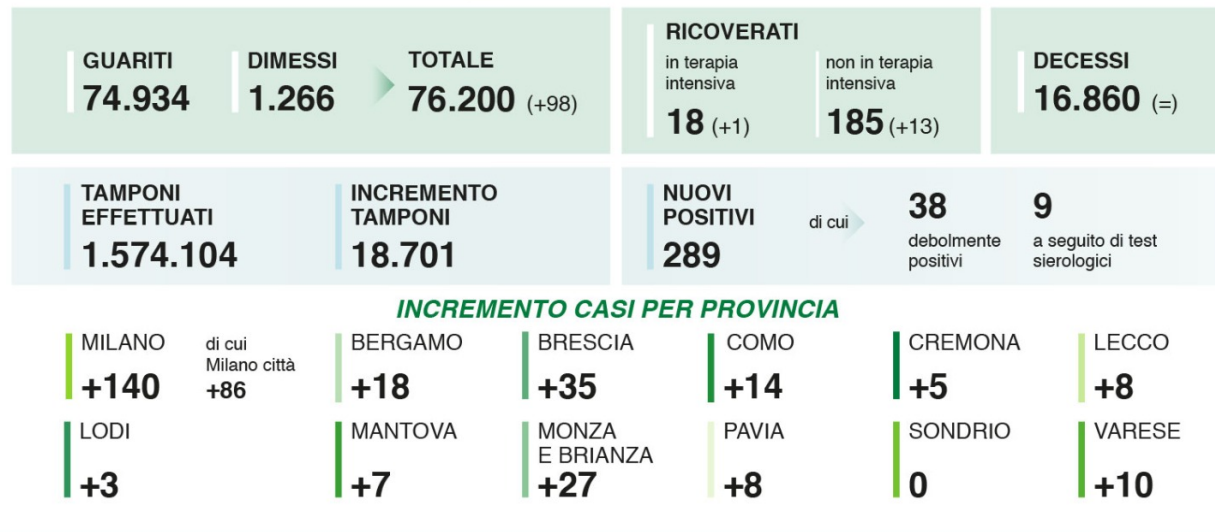 GUARITI
74.934
DIMESSI
1.266
TOTALE
76.200 (+98)
RICOVERATI
in terapia
intensiva
18 (+1)
non in terapia
intensiva
185 (+13)
DECESSI
16.860 (=)
TAMPONI
EFFETTUATI
1.574.104
INCREMENTO
TAMPONI
18.701
NUOVI
POSITIVI
289
di cui
38
debolmente
positivi
9
a seguito di test
sierologici
INCREMENTO CASI PER PROVINCIA
MILANO
+140
di cui
Milano città
+86
BERGAMO
+18
BRESCIA
+35
COMO
+14
CREMONA
+5
LECCO
+8
LODI
+3
MANTOVA
+7
MONZA
E BRIANZA
+27
PAVIA
+8
SONDRIO
0
VARESE
+10